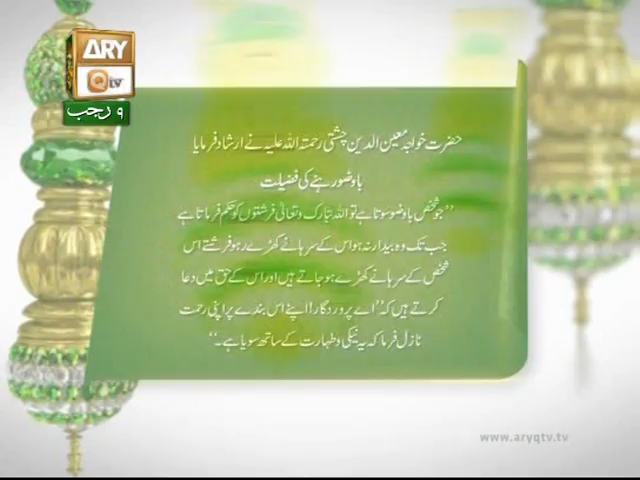 ARY
Qtv
۹ رجب
حضرت خواجہ معین الدین چشتی رحمتہ اللہ علیہ نے ارشاد فرمایا
باوضو رہنے کی فضیلت
”جو شخص باوضو سوتا ہے تو اللہ تبارک وتعالیٰ فرشتوں کو حکم فرماتا ہے
جب تک وہ بیدار نہ ہو اس کے سرہانے کھڑے رہو فرشتے اس
شخص کے سرہانے کھڑے ہو جاتے ہیں اور اس کے حق میں دعا
کرتے ہیں کہ ”اے پروردگار! اپنے اس بندے پر اپنی رحمت
نازل فرما کہ یہ نیکی و طہارت کے ساتھ سویا ہے۔“
www.aryqtv.tv